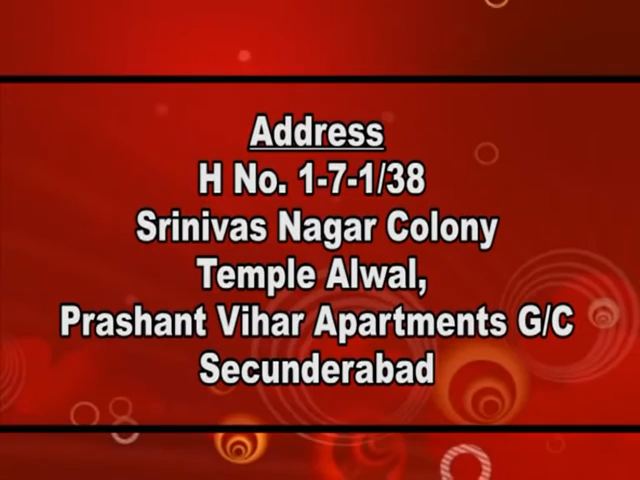 Address
H No. 1-7-1/38
Srinivas Nagar Colony
Temple Alwal,
Prashant Vihar Apartments G/C
Secunderabad